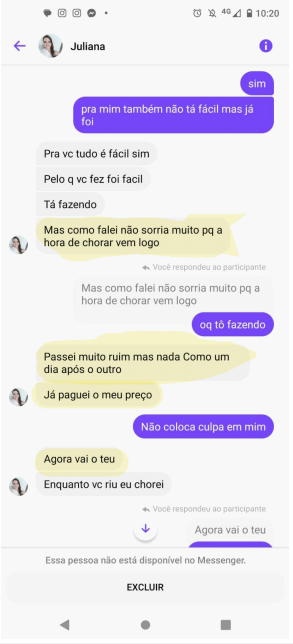 4G 10:20
Juliana
sim
pra mim também não tá fácil mas já
foi
Pra vc tudo é fácil sim
Pelo q vc fez foi facil
Tá fazendo
Mas como falei não sorria muito pq a
hora de chorar vem logo
Você respondeu ao participante
Mas como falei não sorria muito pq a
hora de chorar vem logo
oq tô fazendo
Passei muito ruim mas nada Como um
dia após o outro
Já paguei o meu preço
Não coloca culpa em mim
Agora vai o teu
Enquanto vc riu eu chorei
Você respondeu ao participante
Agora vai o teu
Essa pessoa não está disponível no Messenger.
EXCLUIR